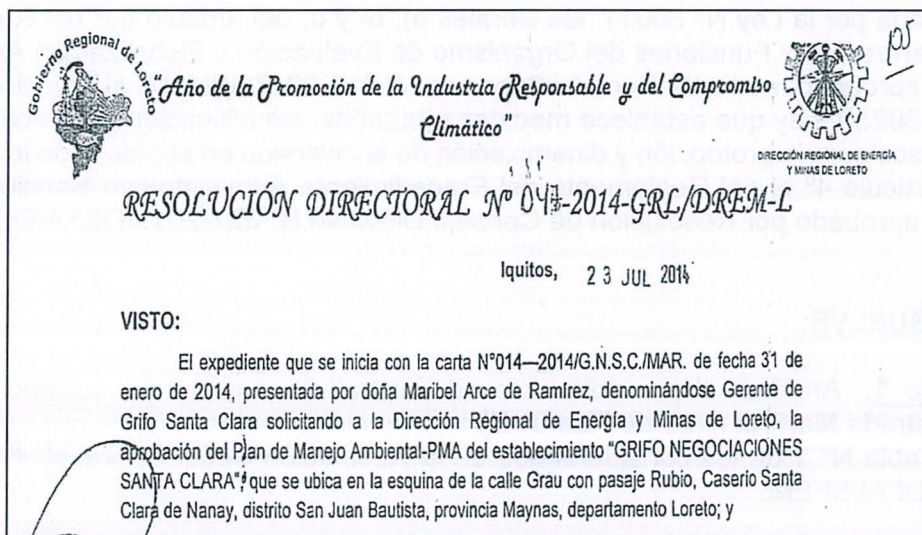 Gobierno Regional de Loreto
"Año de la Promoción de la Industria Responsable y del Compromiso
Climático"
DIRECCIÓN REGIONAL DE ENERGÍA
Y MINAS DE LORETO
RESOLUCIÓN DIRECTORAL N° -2014-GRL/DREM-L
Iquitos, 23 JUL 2014
VISTO:
El expediente que se inicia con la carta N°014—2014/G.N.S.C./MAR. de fecha 31 de
enero de 2014, presentada por doña Maribel Arce de Ramírez, denominándose Gerente de
Grifo Santa Clara solicitando a la Dirección Regional de Energía y Minas de Loreto, la
aprobación del Plan de Manejo Ambiental-PMA del establecimiento "GRIFO NEGOCIACIONES
SANTA CLARA", que se ubica en la esquina de la calle Grau con pasaje Rubio, Caserío Santa
Clara de Nanay, distrito San Juan Bautista, provincia Maynas, departamento Loreto; y